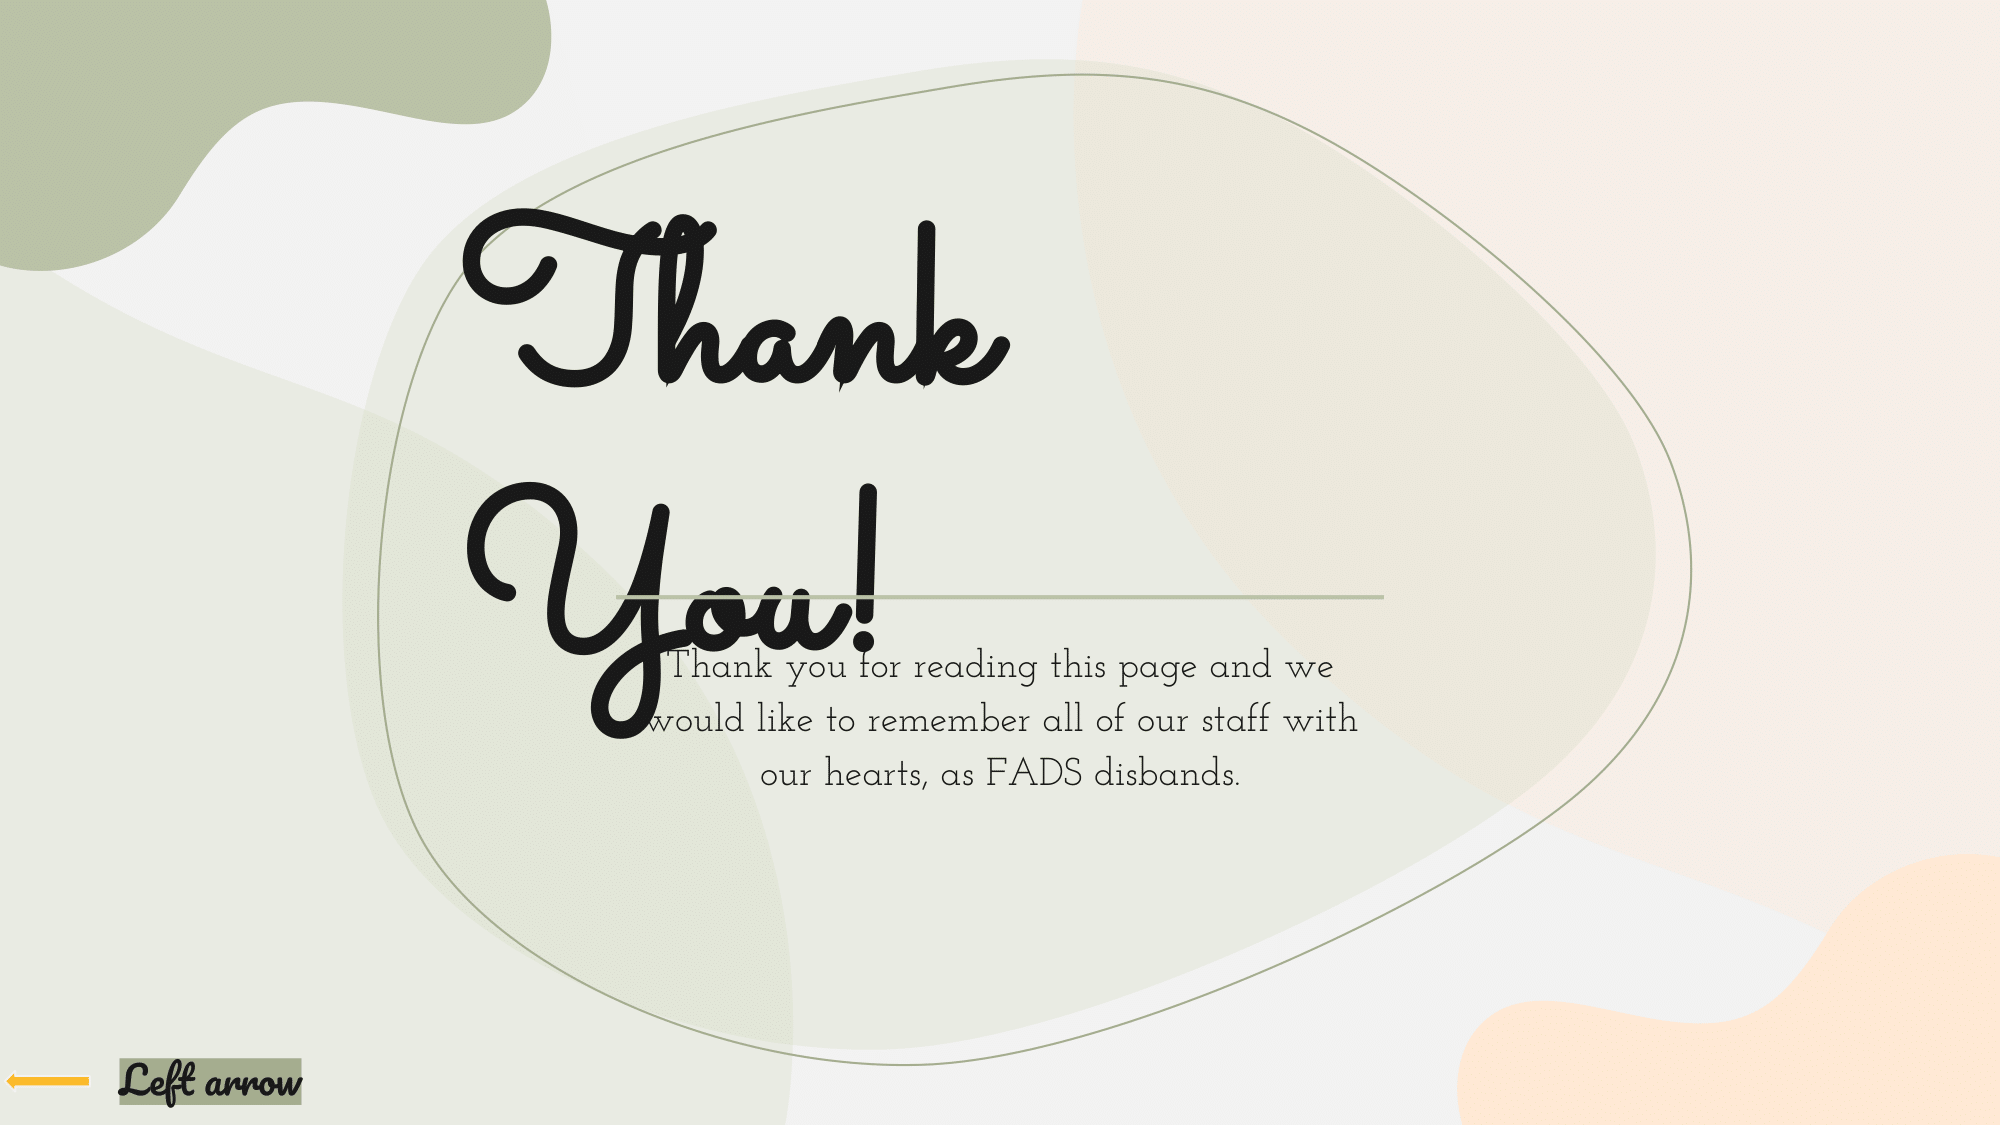 Thank
You!
Thank you for reading this page and we
would like to remember all of our staff with
our hearts, as FADS disbands.
Left arrow